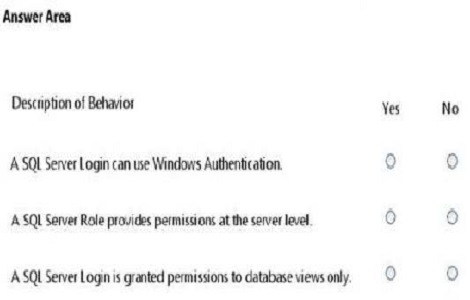 Answer Area
Description of Behavior Yes No
A SQL Server Login can use Windows Authentication.
A SQL Server Role provides permissions at the server level.
A SQL Server Login is granted permissions to database views only.